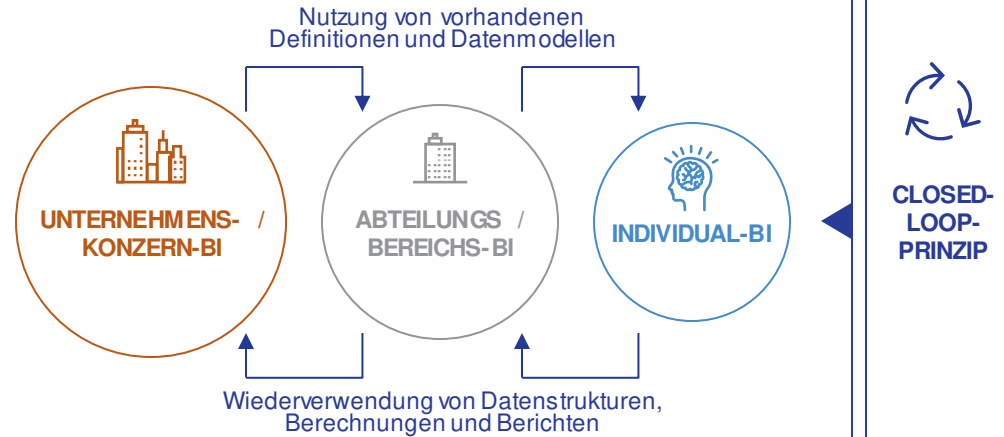 Nutzung von vorhandenen
Definitionen und Datenmodellen
UNTERNEHMENS- /
KONZERN-BI
ABTEILUNGS /
BEREICHS-BI
INDIVIDUAL-BI
CLOSED-
LOOP-
PRINZIP
Wiederverwendung von Datenstrukturen,
Berechnungen und Berichten